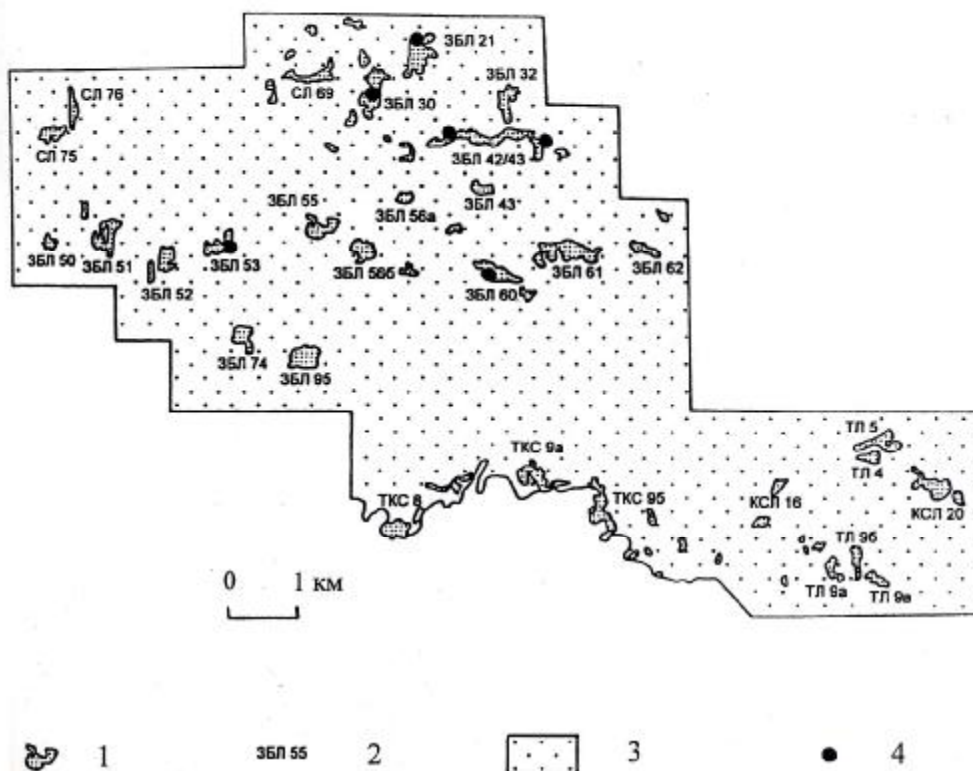 ЗБЛ 21
СЛ 76
СЛ 69
ЗБЛ 32
ЗБЛ 30
СЛ 75
ЗБЛ 42/43
ЗБЛ 55
ЗБЛ 56а
ЗБЛ 43
ЗБЛ 50
ЗБЛ 51
ЗБЛ 53
ЗБЛ 56б
ЗБЛ 61
ЗБЛ 62
ЗБЛ 52
ЗБЛ 60
ЗБЛ 74
ЗБЛ 95
ТЛ 5
ТКС 9а
ТЛ 4
ТКС 8
ТКС 95
КСЛ 16
КСЛ 20
ТЛ 9б
ТЛ 9а
ТЛ 9в
0 1 км
1 ЗБЛ 55 2 3 4